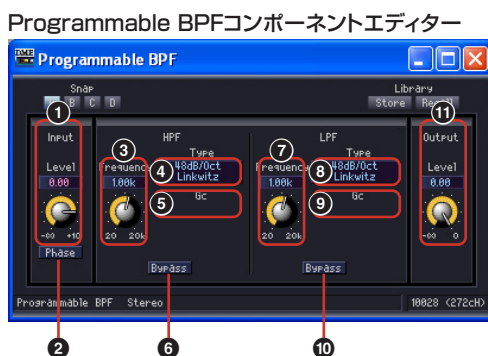 Programmable BPFコンポーネントエディター
Programmable BPF
Snap
B C D
Library
Store
Input
HPF
LPF
Output
Level
Frequency
Type
Level
0.00
1.00k
48dB/Oct
Linkwitz
1.00k
48dB/Oct
Linkwitz
0.00
Gc
Gc
-∞ +10
20 20k
20 20k
-∞ 0
Phase
Bypass
Bypass
Programmable BPF Stereo
10028 (272cH)
① ② ③ ④ ⑤ ⑥ ⑦ ⑧ ⑨ ⑩ ⑪